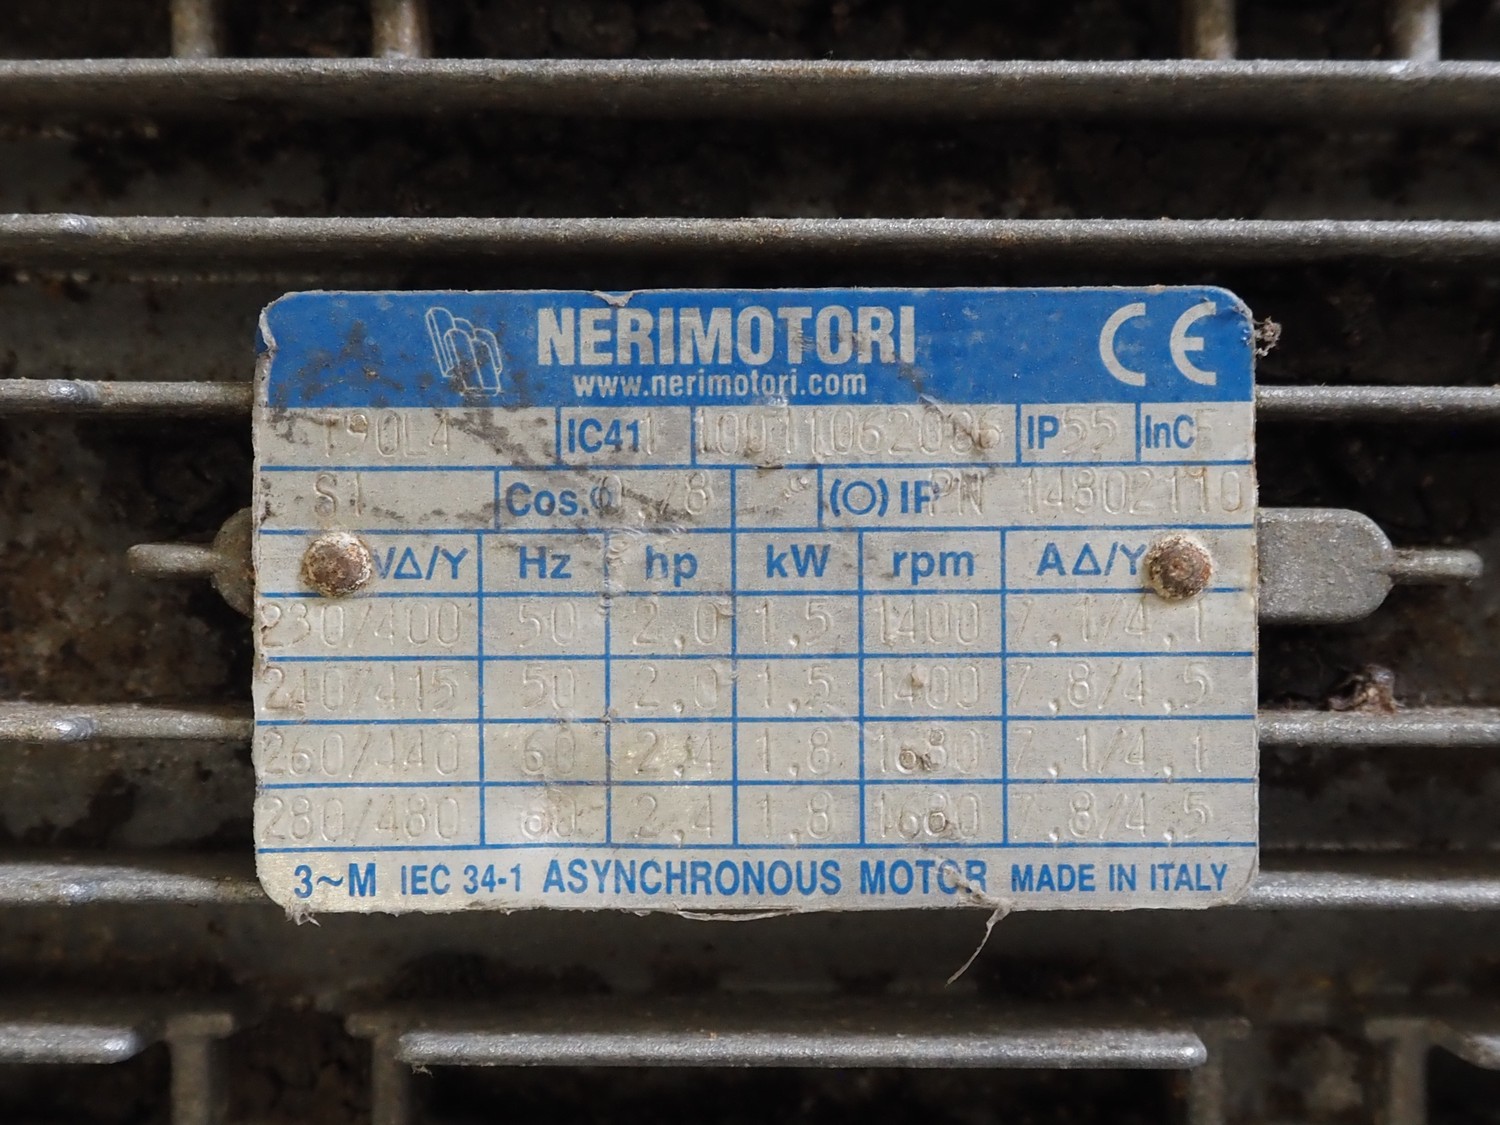 NERIMOTORI
www.nerimotori.com
CE
T90L4 IC41 1 IP55 InCl F
S1 Cos.φ 0.78 (O) IP PN 14802110
VΔ/Y Hz hp kW rpm AΔ/Y
230/400 50 2,0 1,5 1400 7,1/4,1
240/415 50 2,0 1,5 1400 7,8/4,5
260/440 60 2,4 1,8 1680 7,1/4,1
280/480 60 2,4 1,8 1680 7,8/4,5
3~M IEC 34-1 ASYNCHRONOUS MOTOR MADE IN ITALY